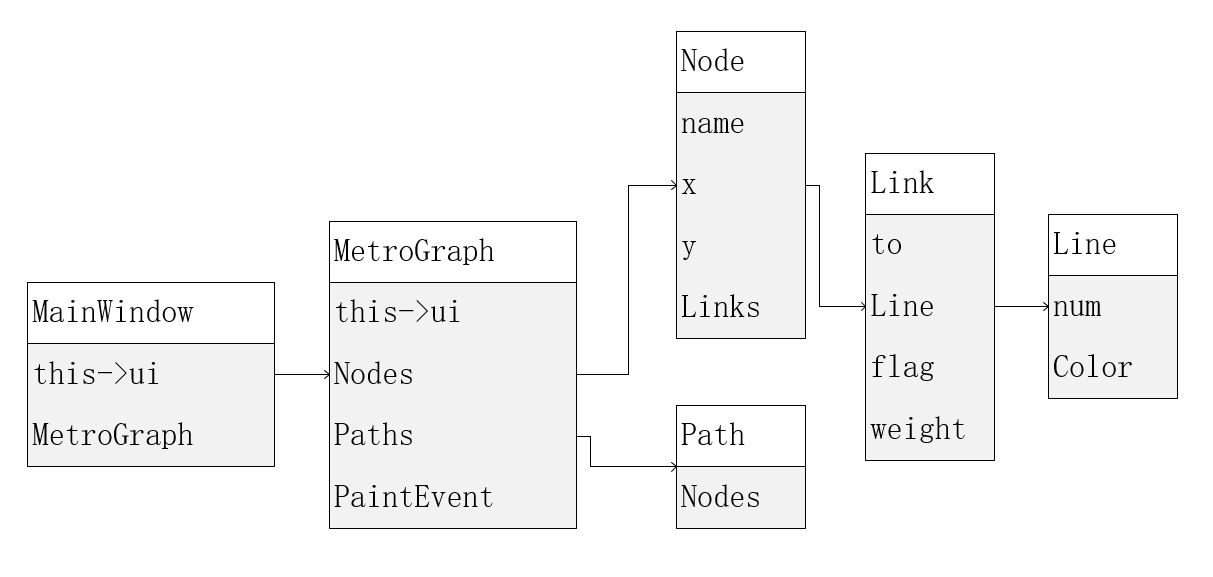 MainWindow
this->ui
MetroGraph
MetroGraph
this->ui
Nodes
Paths
PaintEvent
Node
name
x
y
Links
Path
Nodes
Link
to
Line
flag
weight
Line
num
Color